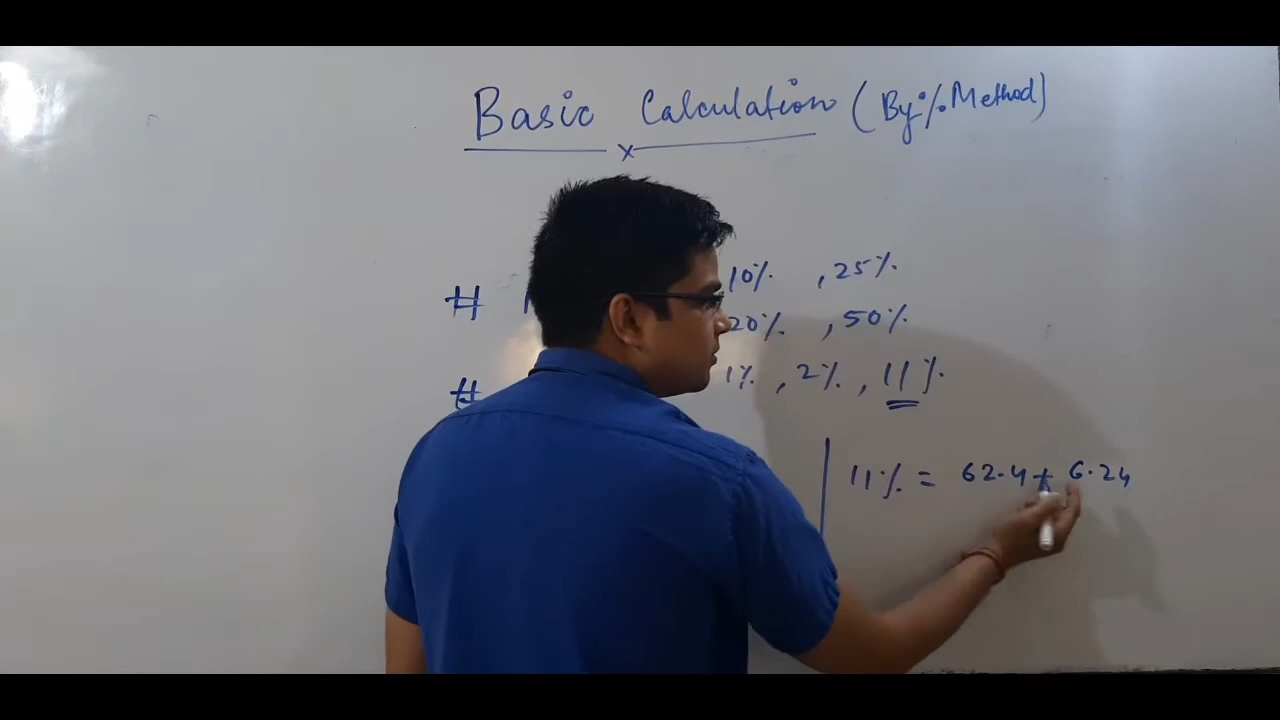 Basic Calculation (By % Method)
x
# 10% , 25%
20% , 50%
# 1% , 2% , 11%
11% = 62.4 + 6.24